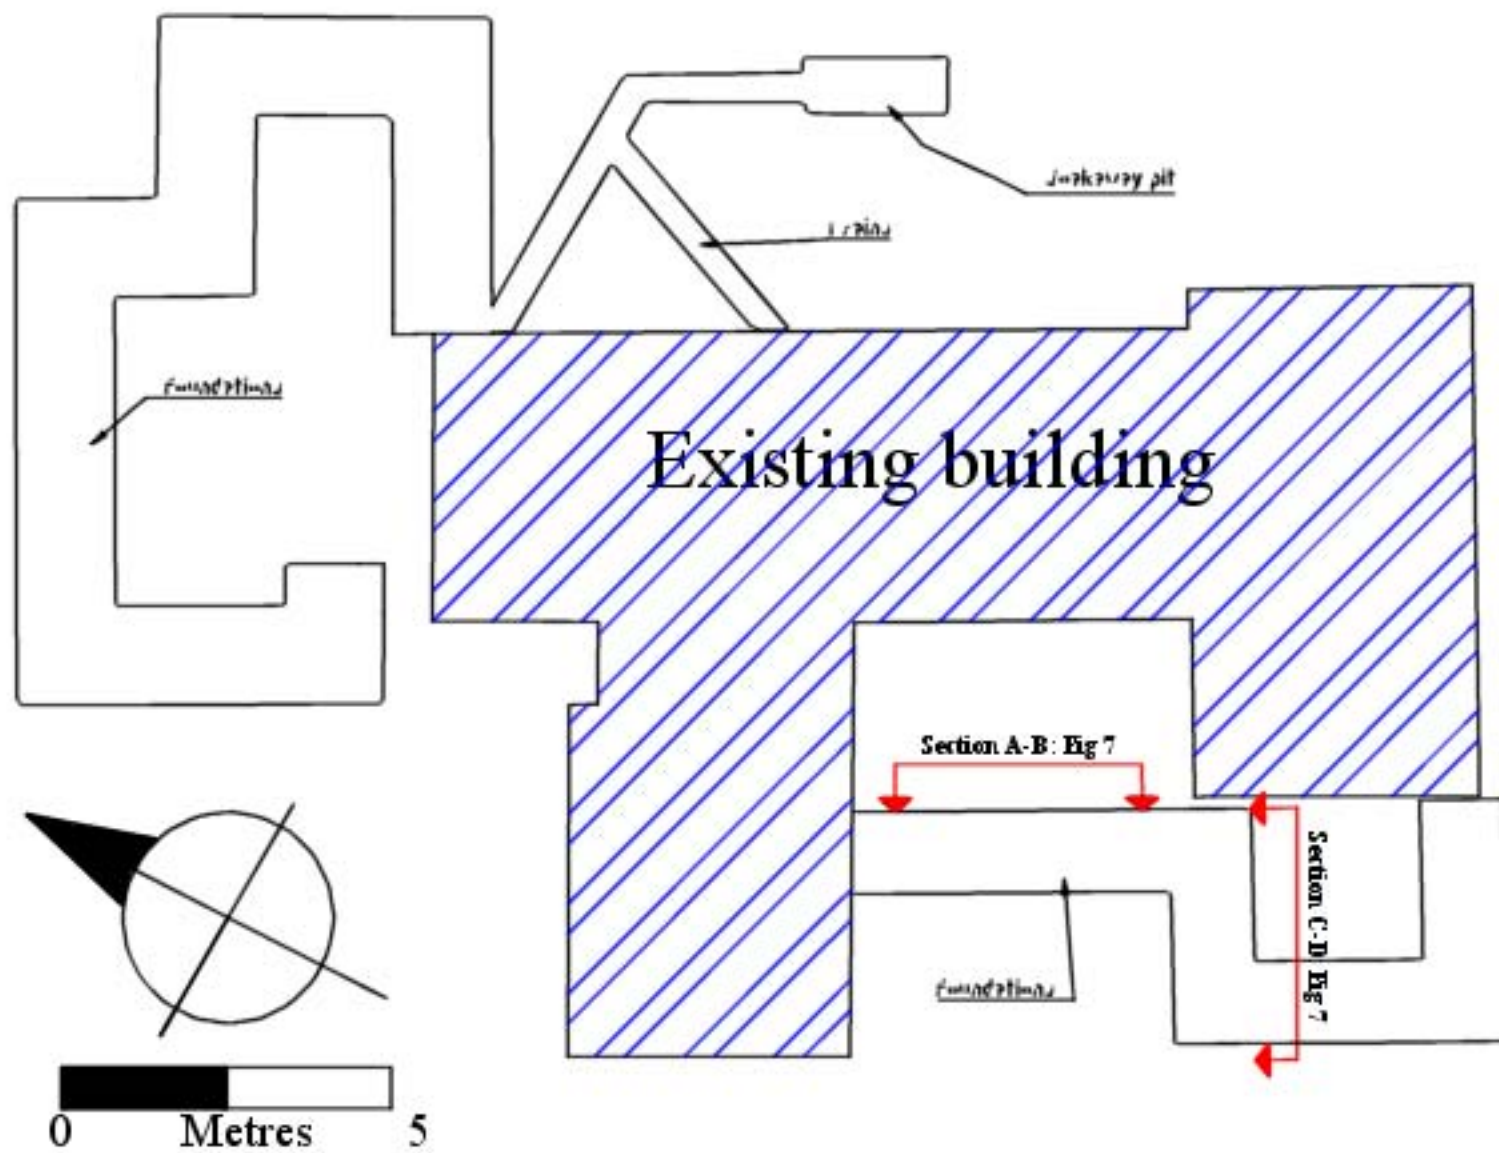 Soakaway pit
Drains
Foundations
Existing building
Section A-B: Fig 7
Section C-D Fig 7
Foundations
0 Metres 5